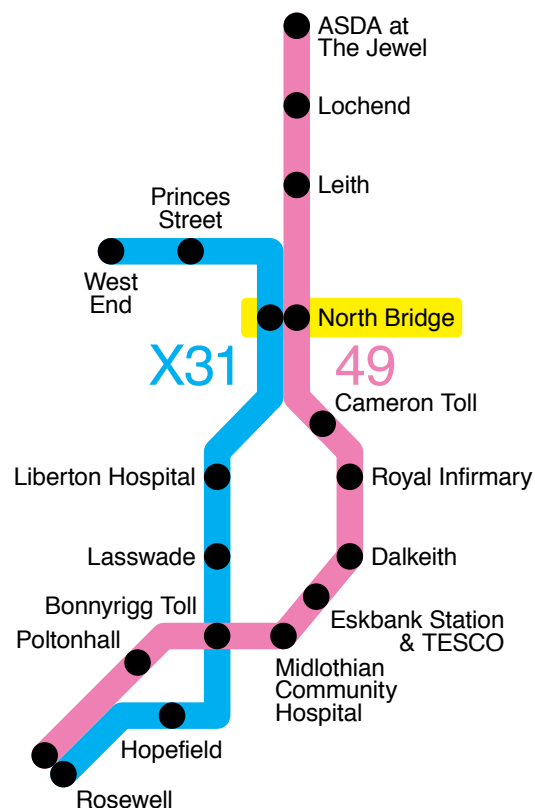 ASDA at
The Jewel
Lochend
Leith
Princes
Street
West
End
North Bridge
X31
49
Cameron Toll
Liberton Hospital
Royal Infirmary
Lasswade
Dalkeith
Bonnyrigg Toll
Eskbank Station
& TESCO
Poltonhall
Midlothian
Community
Hospital
Hopefield
Rosewell